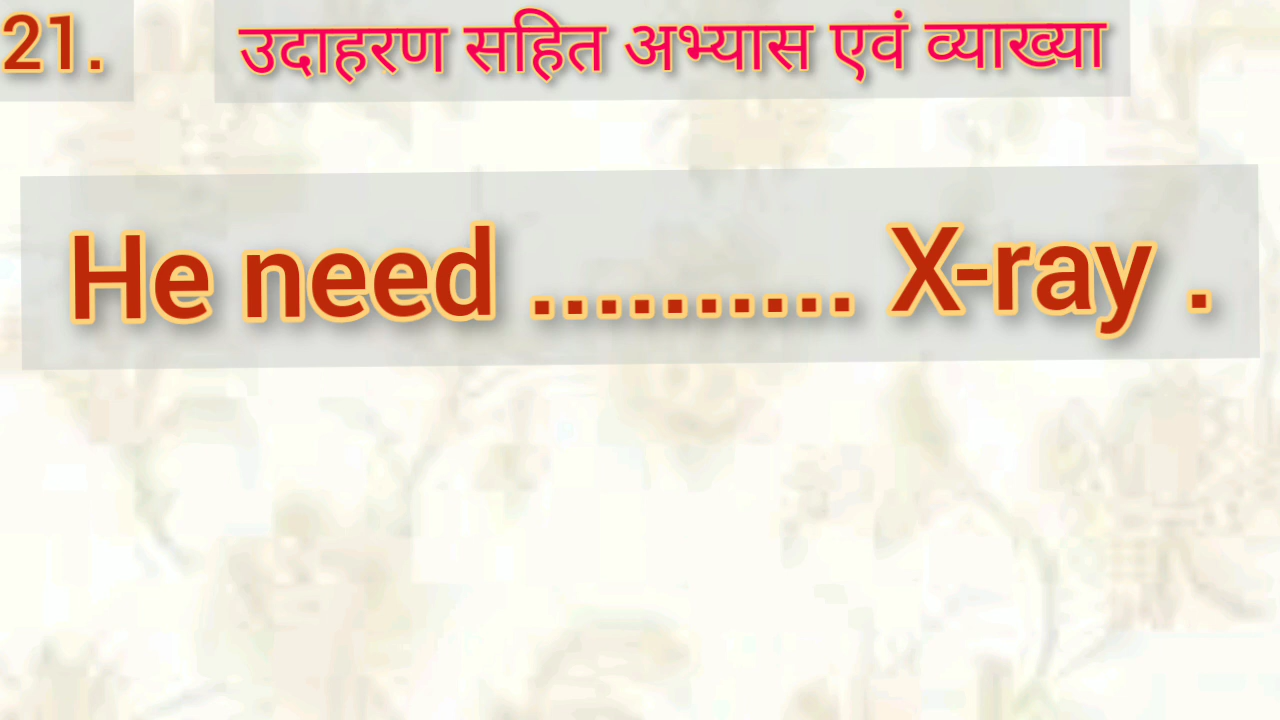 21. उदाहरण सहित अभ्यास एवं व्याख्या
He need .......... X-ray .